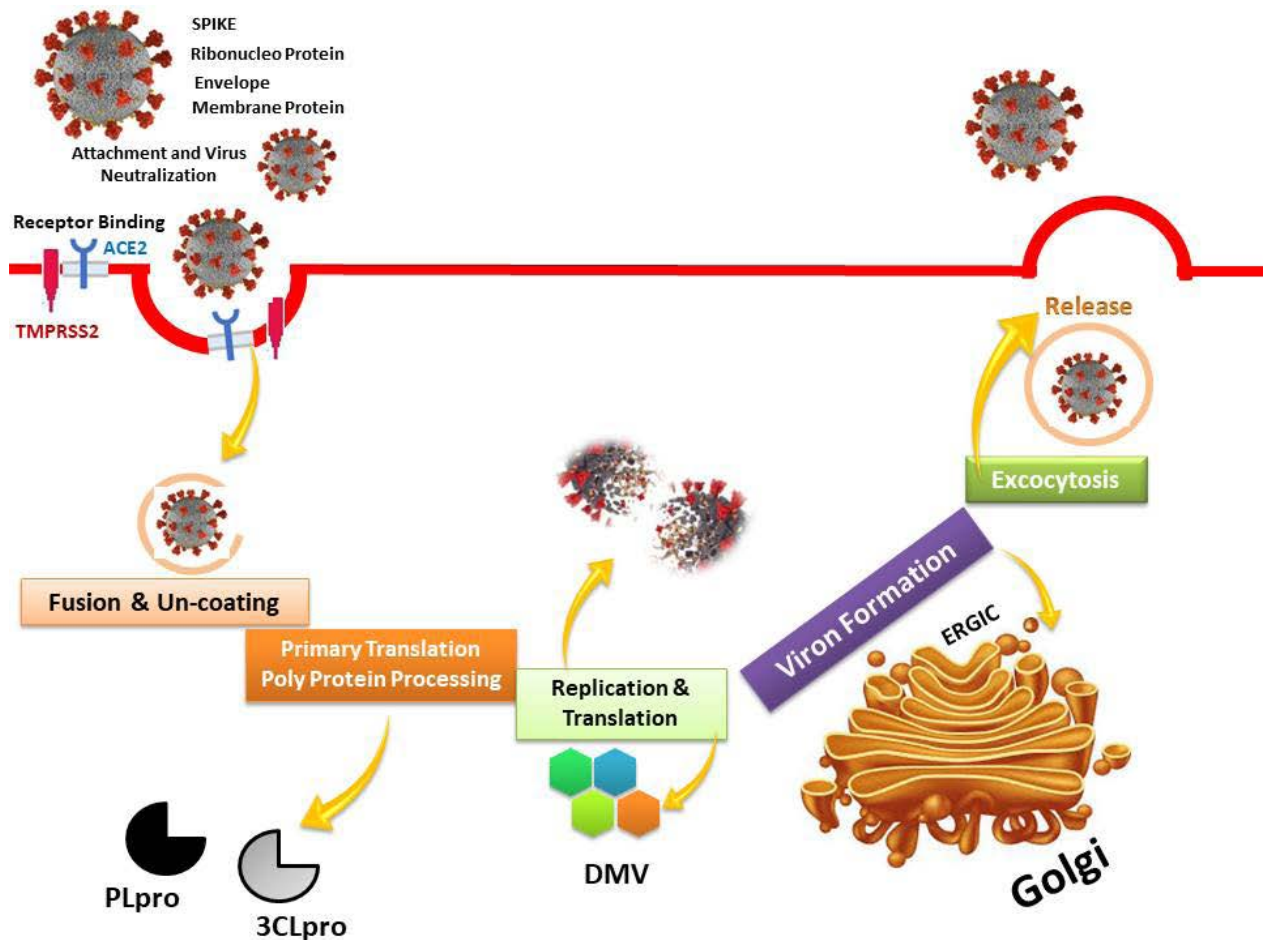 SPIKE
Ribonucleo Protein
Envelope
Membrane Protein
Attachment and Virus
Neutralization
Receptor Binding
ACE2
TMPRSS2
Release
Excocytosis
Fusion & Un-coating
Primary Translation
Poly Protein Processing
Replication &
Translation
Viron Formation
ERGIC
Golgi
DMV
PLpro
3CLpro